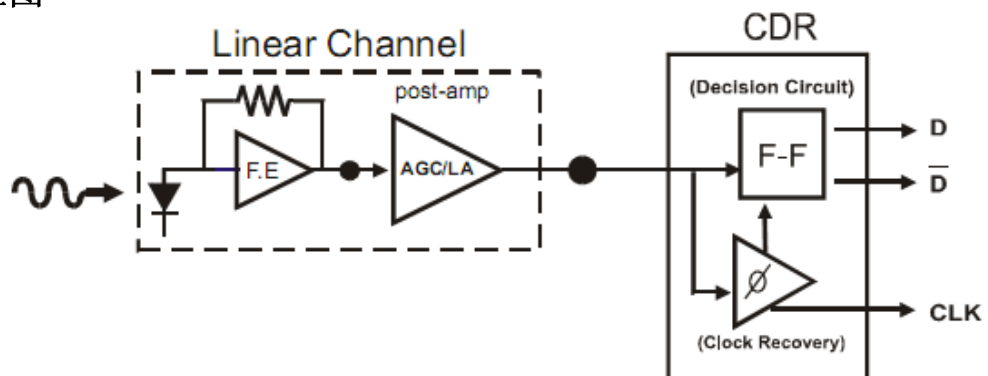 CDR
Linear Channel
post-amp
(Decision Circuit)
F.E
AGC/LA
F-F
D
D̅
Ø
CLK
(Clock Recovery)